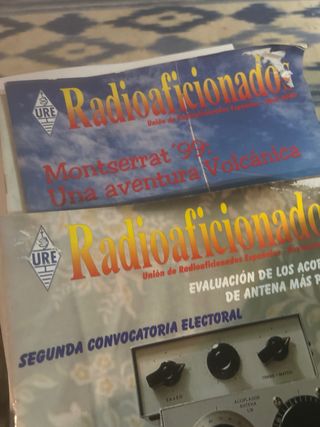 URE
Radioaficionados
Unión de Radioaficionados Españoles
Montserrat '99:
Una aventura Volcánica
URE
Radioaficionado
Unión de Radioaficionados Españoles
EVALUACIÓN DE LOS ACO
DE ANTENA MÁS
SEGUNDA CONVOCATORIA ELECTORAL
ACOPLADOR
ANTENA